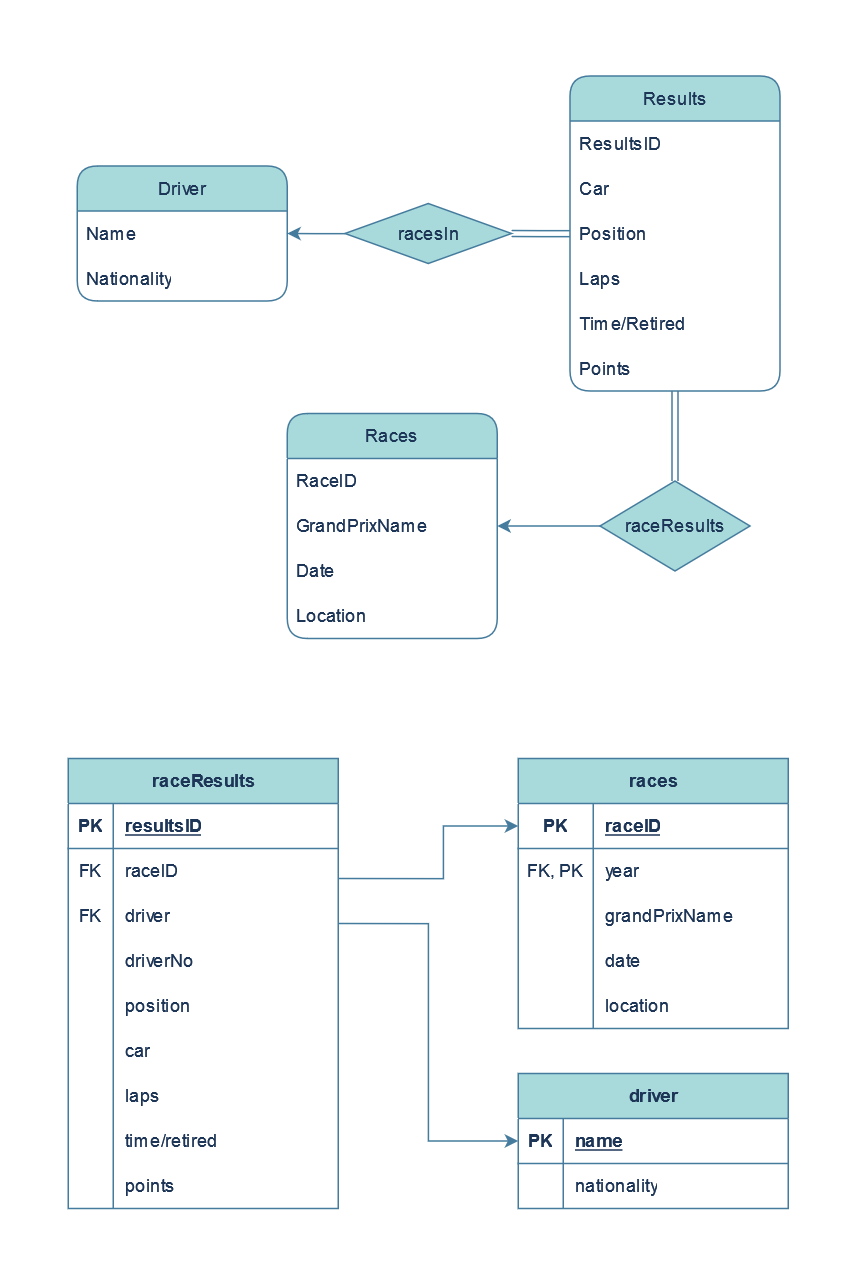 Results
ResultsID
Car
Position
Laps
Time/Retired
Points
Driver
Name
Nationality
racesIn
Races
RaceID
GrandPrixName
Date
Location
raceResults
raceResults
PK resultsID
FK raceID
FK driver
driverNo
position
car
laps
time/retired
points
races
PK raceID
FK, PK year
grandPrixName
date
location
driver
PK name
nationality